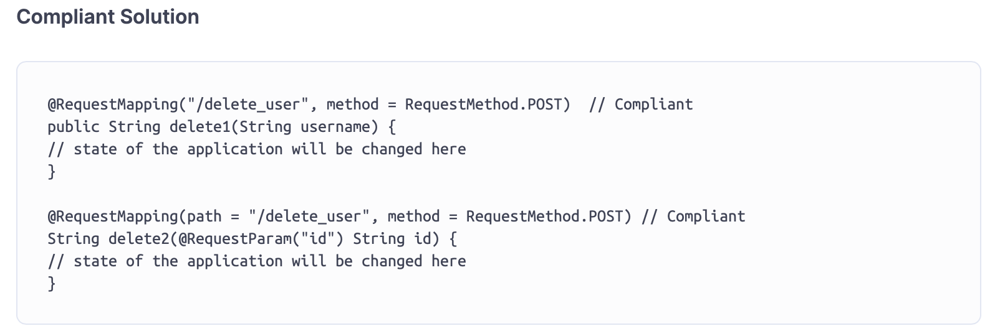 Compliant Solution
@RequestMapping("/delete_user", method = RequestMethod.POST)  // Compliant
public String delete1(String username) {
// state of the application will be changed here
}
@RequestMapping(path = "/delete_user", method = RequestMethod.POST) // Compliant
String delete2(@RequestParam("id") String id) {
// state of the application will be changed here
}